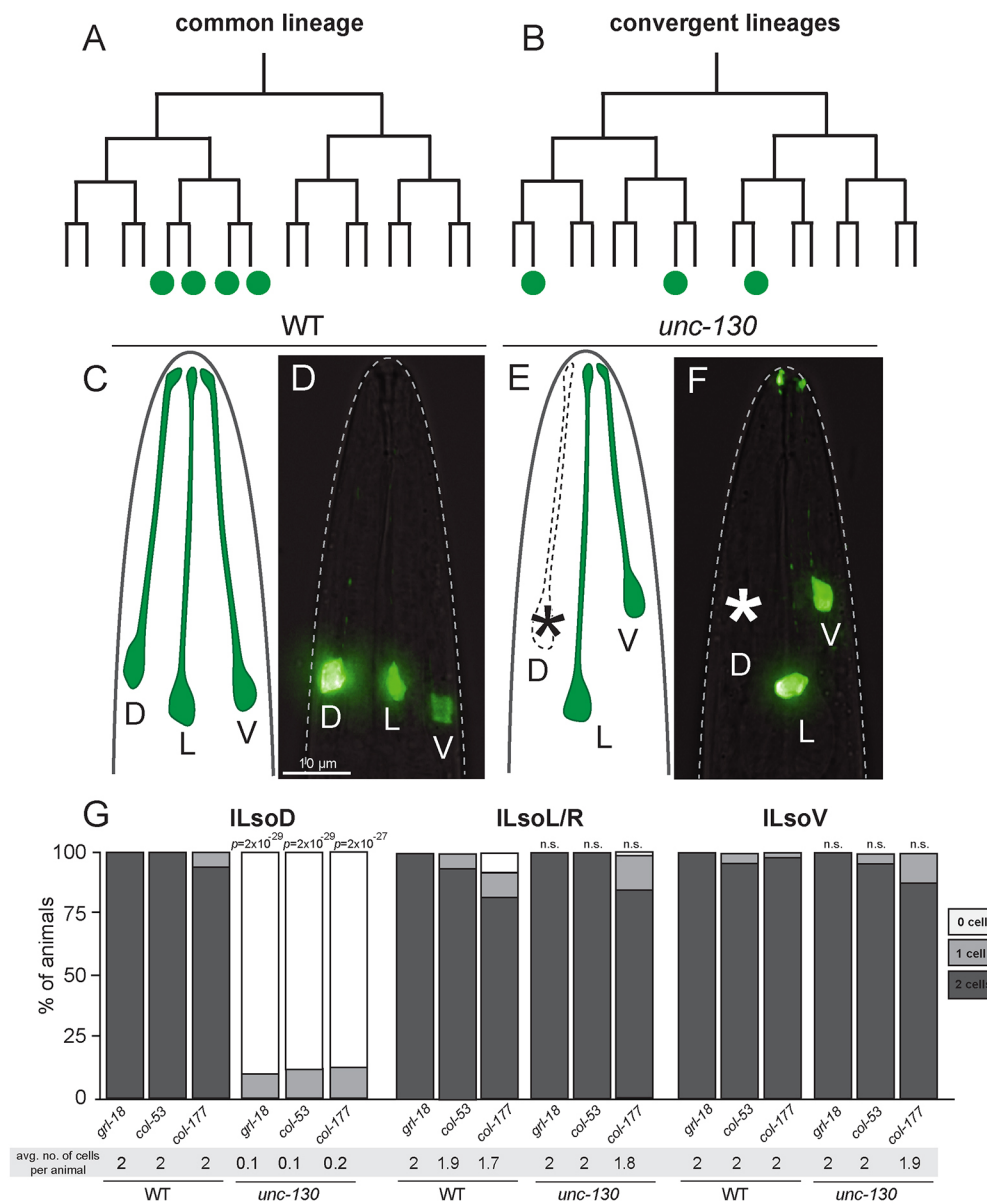 A common lineage
B convergent lineages
WT
unc-130
C
D
E
F
D
L
V
D
L
V
10 µm
*
D
V
L
*
D
V
L
G
ILsoD
ILsoL/R
ILsoV
p=2x10^-29 p=2x10^-29 p=2x10^-27
n.s. n.s. n.s.
n.s. n.s. n.s.
% of animals
100
75
50
25
0
0 cell
1 cell
2 cells
grl-18 col-53 col-177 grl-18 col-53 col-177 grl-18 col-53 col-177 grl-18 col-53 col-177 grl-18 col-53 col-177 grl-18 col-53 col-177
avg. no. of cells
per animal
2 2 2 0.1 0.1 0.2 2 1.9 1.7 2 2 1.8 2 2 2 2 2 1.9
WT unc-130 WT unc-130 WT unc-130